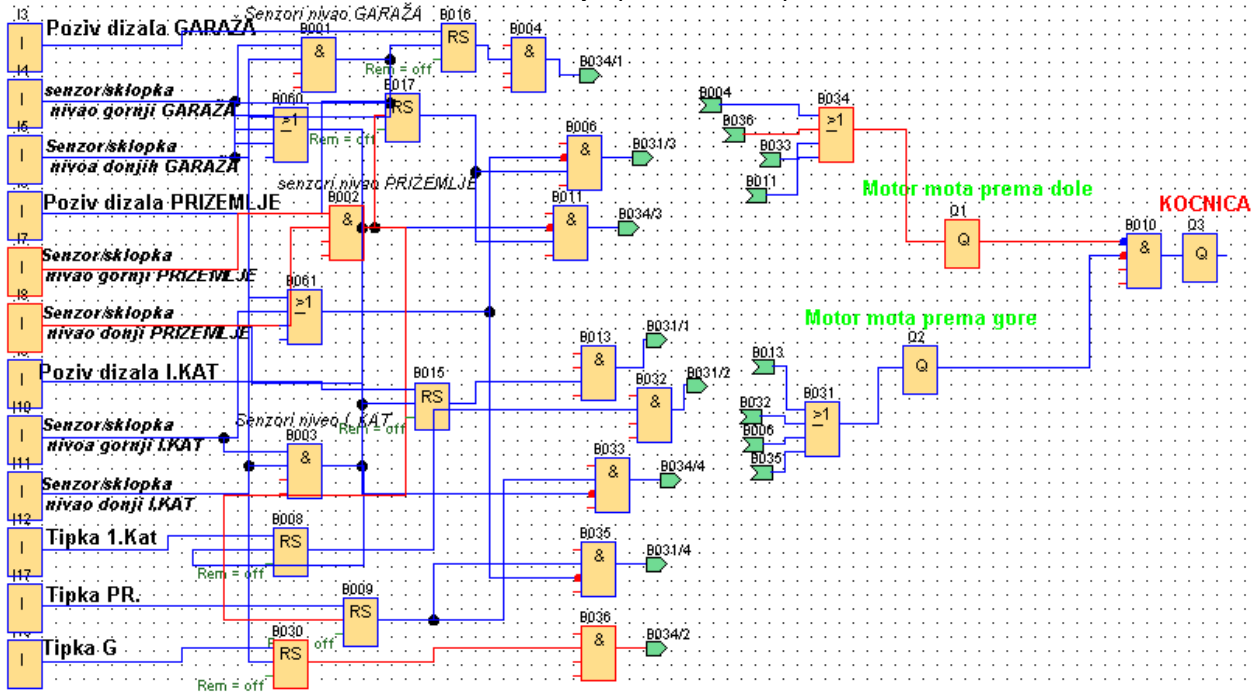 I3
Poziv dizala GARAŽA
Senzori nivao GARAŽA
B001
&
B016
RS
Rem = off
B004
&
B034/1
I
I4
senzor/sklopka
nivao gornji GARAŽA
I
B060
>1
B017
RS
Rem = off
I5
Senzor/sklopka
nivoa donjih GARAŽA
I
B006
&
B031/3
senzori nivao PRIZEMLJE
Poziv dizala PRIZEMLJE
I
B002
&
B011
&
B034/3
B004
B036
B033
B011
B034
>1
Motor mota prema dole
Q1
Q
KOCNICA
B010
&
Q3
Q
I7
Senzor/sklopka
nivao gornji PRIZEMLJE
I
B061
>1
I8
Senzor/sklopka
nivao donji PRIZEMLJE
I
Motor mota prema gore
Q2
Q
B013
&
B031/1
Poziv dizala I.KAT
I
B015
RS
Rem = off
B032
&
B031/2
B013
B032
B006
B035
B031
>1
I10
Senzor/sklopka
nivoa gornji I.KAT
I
Senzori niveo I. KAT
B003
&
B033
&
B034/4
I11
Senzor/sklopka
nivao donji I.KAT
I
I12
Tipka 1.Kat
I
B008
RS
Rem = off
B035
&
B031/4
I17
Tipka PR.
I
B009
RS
off
B036
&
B034/2
Tipka G
I
B030
RS
Rem = off